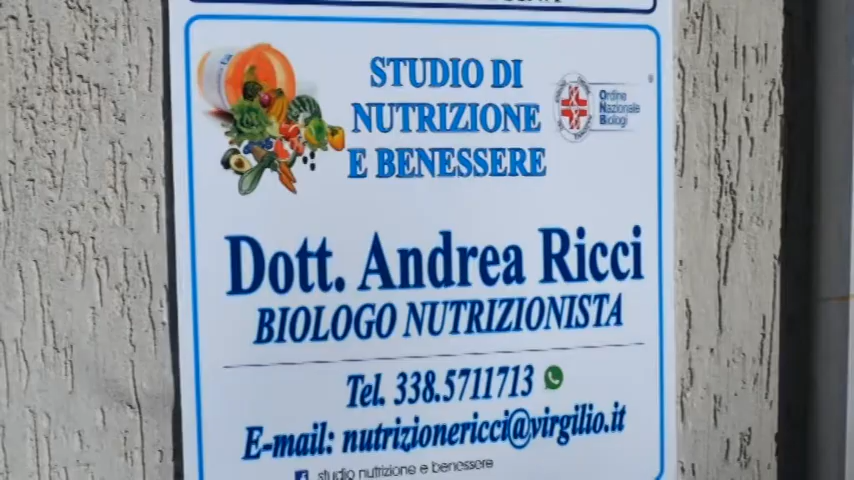 STUDIO DI
NUTRIZIONE
E BENESSERE
Ordine
Nazionale
Biologi
Dott. Andrea Ricci
BIOLOGO NUTRIZIONISTA
Tel. 338.5711713
E-mail: nutrizionericci@virgilio.it
studio nutrizione e benessere